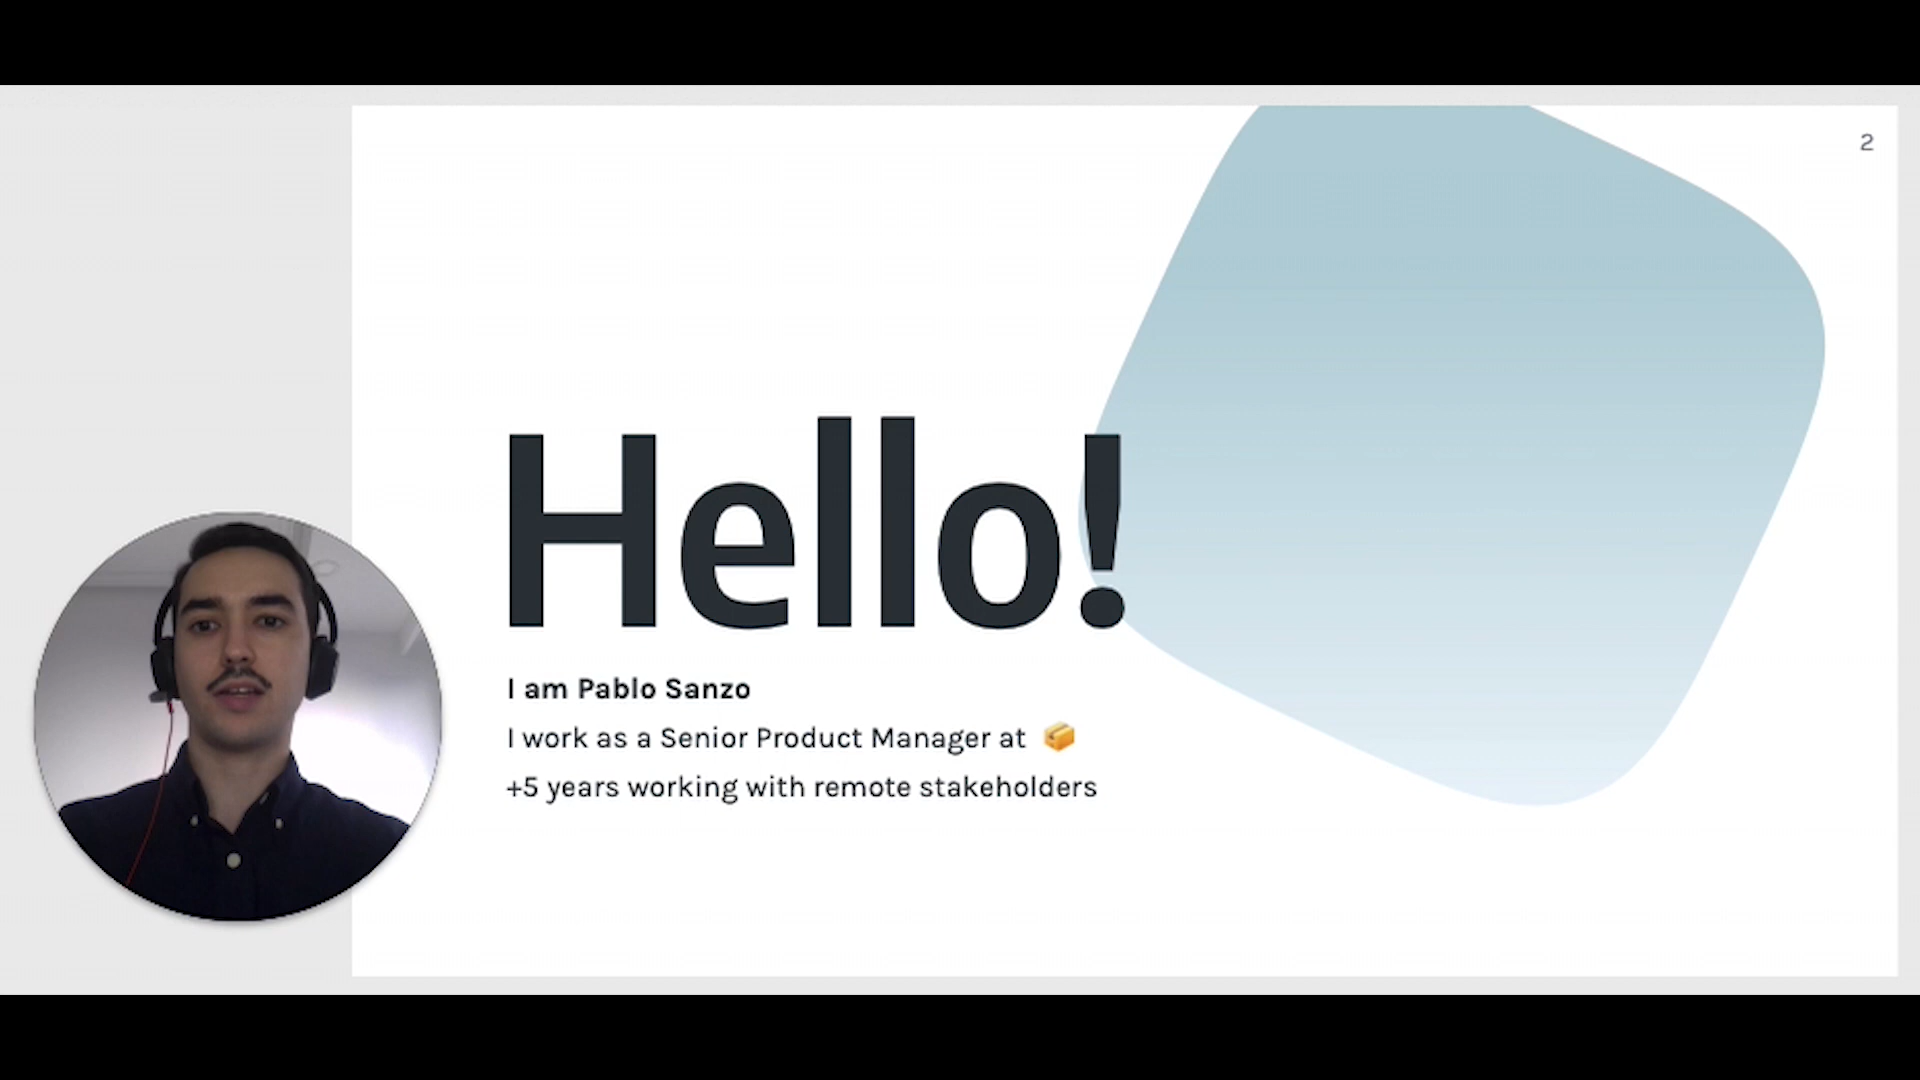 2
Hello!
I am Pablo Sanzo
I work as a Senior Product Manager at 📦
+5 years working with remote stakeholders